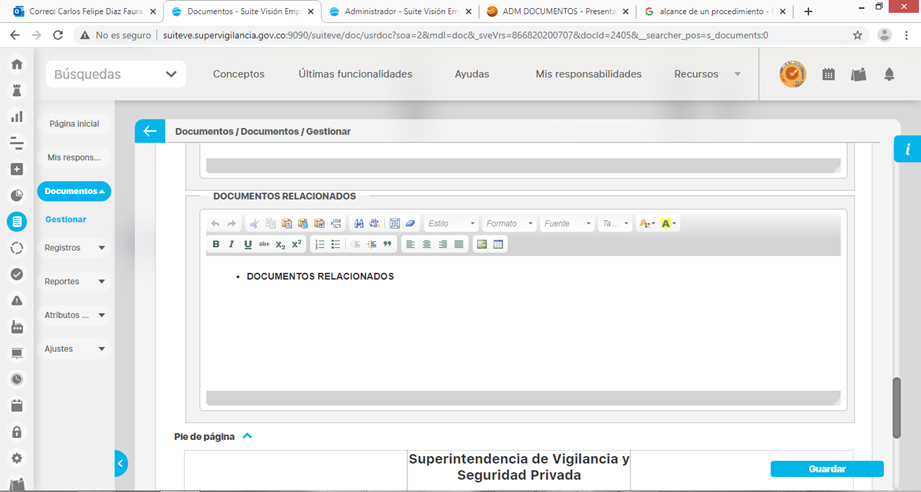 Correo: Carlos Felipe Diaz Faura
Documentos - Suite Visión Emp
Administrador - Suite Visión Em
ADM DOCUMENTOS - Presenta
alcance de un procedimiento -
No es seguro | suiteve.supervigilancia.gov.co:9090/suiteve/doc/usrdoc?soa=2&mdl=doc&_sveVrs=866820200707&docId=2405&__searcher_pos=s_documents:0
Búsquedas
Conceptos
Últimas funcionalidades
Ayudas
Mis responsabilidades
Recursos
Página inicial
Mis respons...
Documentos
Gestionar
Registros
Reportes
Atributos ...
Ajustes
Documentos / Documentos / Gestionar
DOCUMENTOS RELACIONADOS
Estilo
Formato
Fuente
Ta...
• DOCUMENTOS RELACIONADOS
Pie de página
Superintendencia de Vigilancia y
Seguridad Privada
Guardar